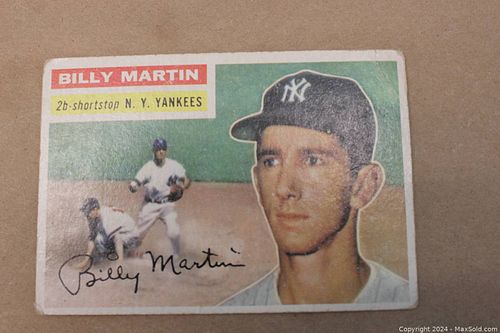 BILLY MARTIN
2b-shortstop N. Y. YANKEES
NY
Billy Martin
Copyright © 2024 - MaxSold.com